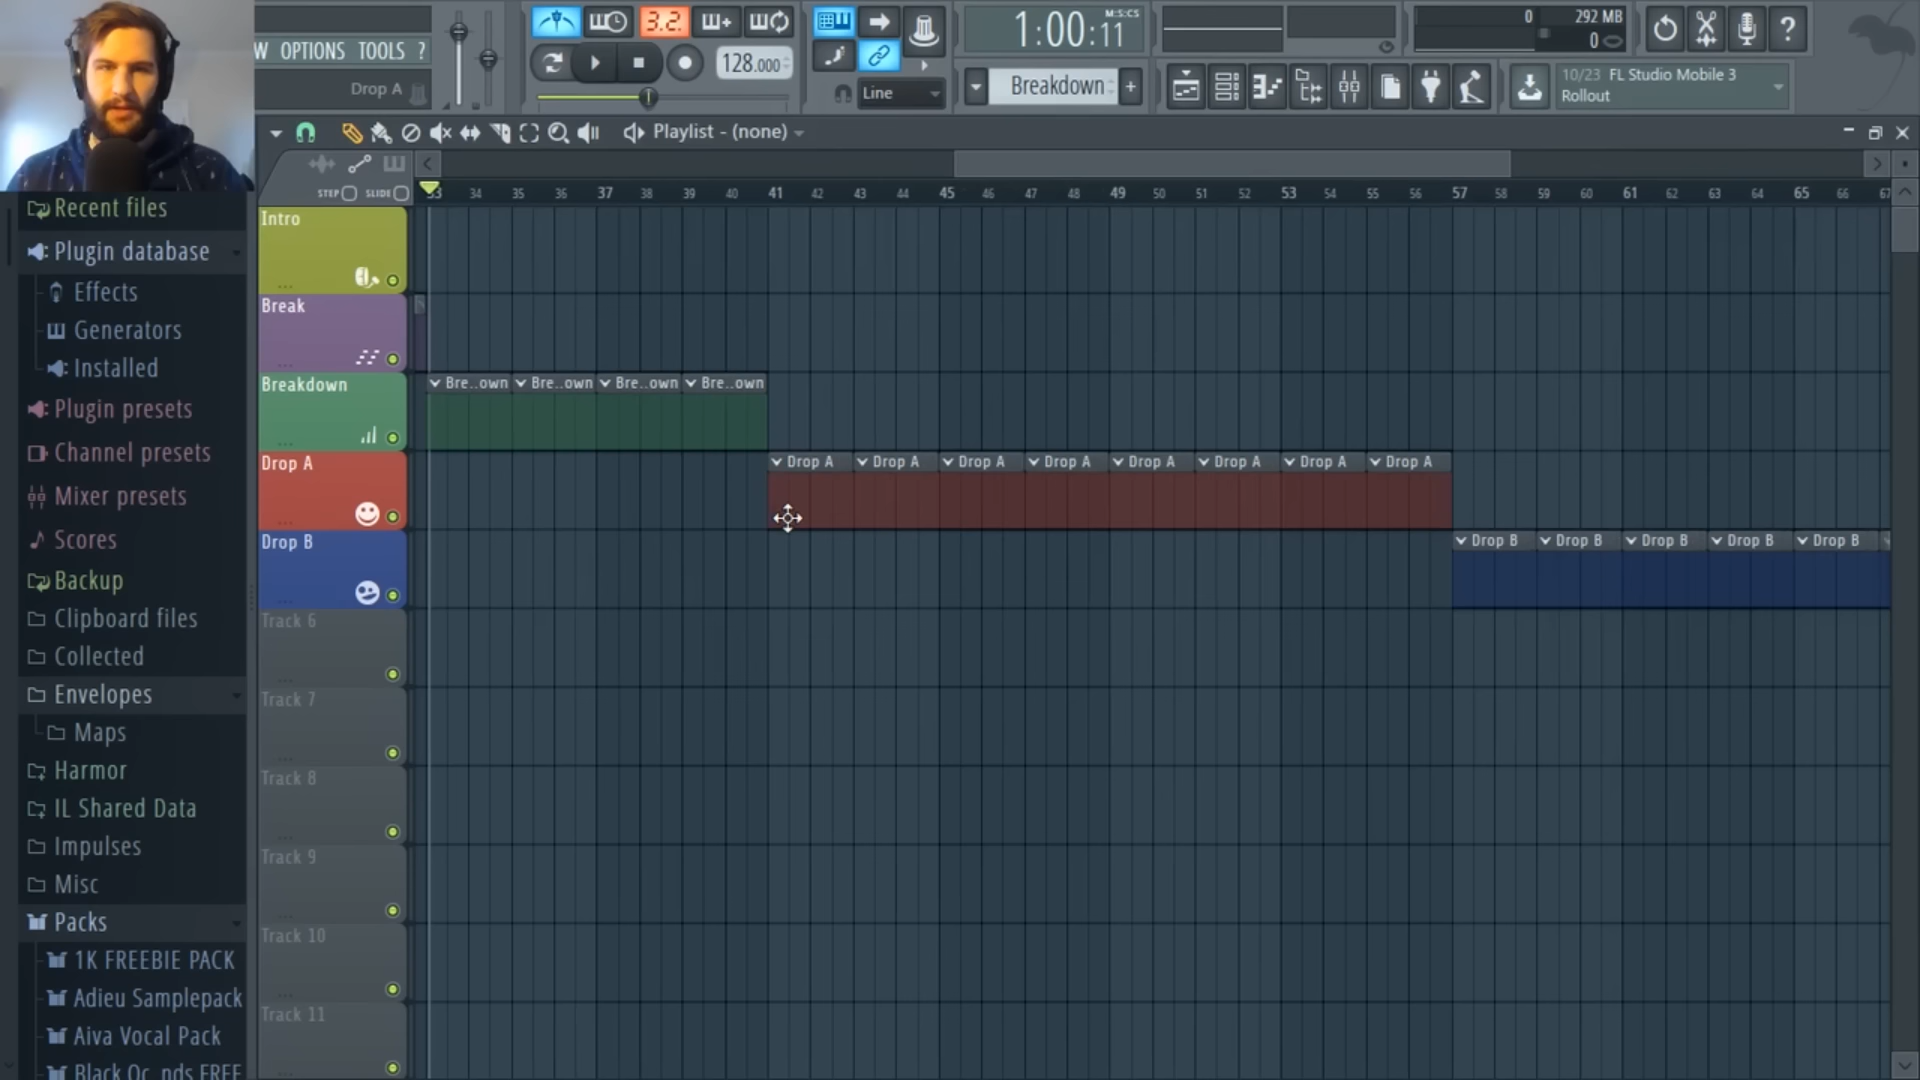 W OPTIONS TOOLS ?
Drop A
3.2.
128.000
Line
1:00:11
M:S:CS
Breakdown
0 292 MB
0
10/23 FL Studio Mobile 3
Rollout
Playlist - (none)
STEP SLIDE
33 34 35 36 37 38 39 40 41 42 43 44 45 46 47 48 49 50 51 52 53 54 55 56 57 58 59 60 61 62 63 64 65 66 67
Recent files
Plugin database
Effects
Generators
Installed
Plugin presets
Channel presets
Mixer presets
Scores
Backup
Clipboard files
Collected
Envelopes
Maps
Harmor
IL Shared Data
Impulses
Misc
Packs
1K FREEBIE PACK
Adieu Samplepack
Aiva Vocal Pack
Black Oc..nds FREE
Intro
Break
Breakdown
Bre..own Bre..own Bre..own Bre..own
Drop A
Drop A Drop A Drop A Drop A Drop A Drop A Drop A Drop A
Drop B
Drop B Drop B Drop B Drop B Drop B
Track 6
Track 7
Track 8
Track 9
Track 10
Track 11